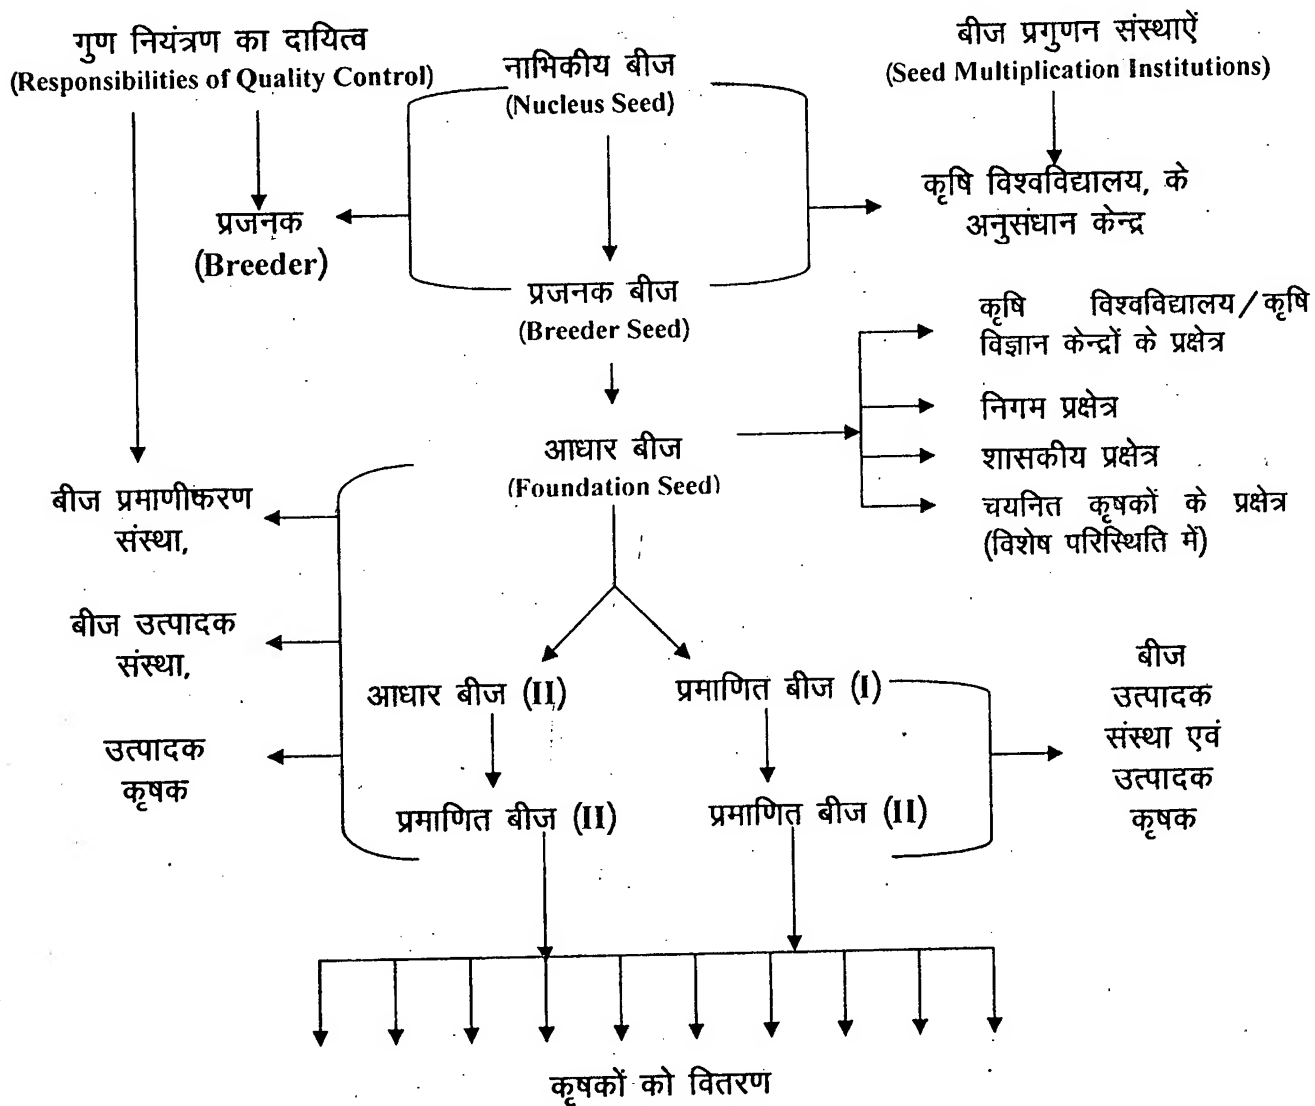 गुण नियंत्रण का दायित्व
(Responsibilities of Quality Control)
नाभिकीय बीज
(Nucleus Seed)
बीज प्रगुणन संस्थाऐं
(Seed Multiplication Institutions)
प्रजनक
(Breeder)
कृषि विश्वविद्यालय, के
अनुसंधान केन्द्र
प्रजनक बीज
(Breeder Seed)
कृषि विश्वविद्यालय/कृषि
विज्ञान केन्द्रों के प्रक्षेत्र
निगम प्रक्षेत्र
शासकीय प्रक्षेत्र
चयनित कृषकों के प्रक्षेत्र
(विशेष परिस्थिति में)
आधार बीज
(Foundation Seed)
बीज प्रमाणीकरण
संस्था,
बीज उत्पादक
संस्था,
उत्पादक
कृषक
आधार बीज (II)
प्रमाणित बीज (I)
प्रमाणित बीज (II)
प्रमाणित बीज (II)
बीज
उत्पादक
संस्था एवं
उत्पादक
कृषक
कृषकों को वितरण